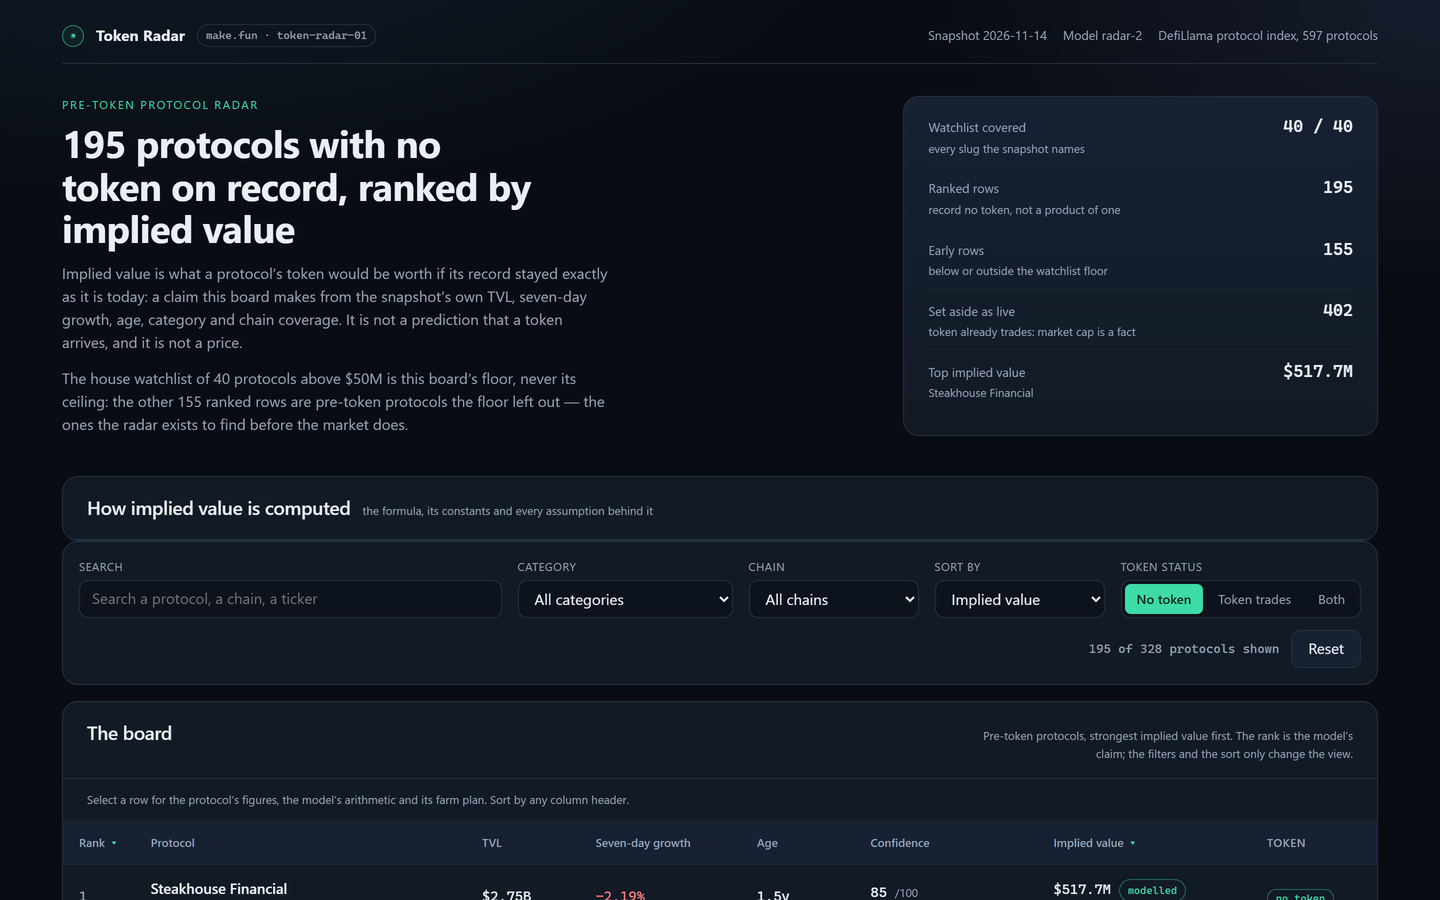 Token Radar
make.fun · token-radar-01
Snapshot 2026-11-14 Model radar-2 DefiLlama protocol index, 597 protocols
PRE-TOKEN PROTOCOL RADAR
195 protocols with no
token on record, ranked by
implied value
Implied value is what a protocol's token would be worth if its record stayed exactly
as it is today: a claim this board makes from the snapshot's own TVL, seven-day
growth, age, category and chain coverage. It is not a prediction that a token
arrives, and it is not a price.
The house watchlist of 40 protocols above $50M is this board's floor, never its
ceiling: the other 155 ranked rows are pre-token protocols the floor left out — the
ones the radar exists to find before the market does.
Watchlist covered 40 / 40
every slug the snapshot names
Ranked rows 195
record no token, not a product of one
Early rows 155
below or outside the watchlist floor
Set aside as live 402
token already trades: market cap is a fact
Top implied value $517.7M
Steakhouse Financial
How implied value is computed the formula, its constants and every assumption behind it
SEARCH CATEGORY CHAIN SORT BY TOKEN STATUS
Search a protocol, a chain, a ticker All categories All chains Implied value No token Token trades Both
195 of 328 protocols shown Reset
The board
Pre-token protocols, strongest implied value first. The rank is the model's
claim; the filters and the sort only change the view.
Select a row for the protocol's figures, the model's arithmetic and its farm plan. Sort by any column header.
Rank Protocol TVL Seven-day growth Age Confidence Implied value TOKEN
1 Steakhouse Financial $2.75B −2.19% 1.5y 85 /100 $517.7M modelled no token